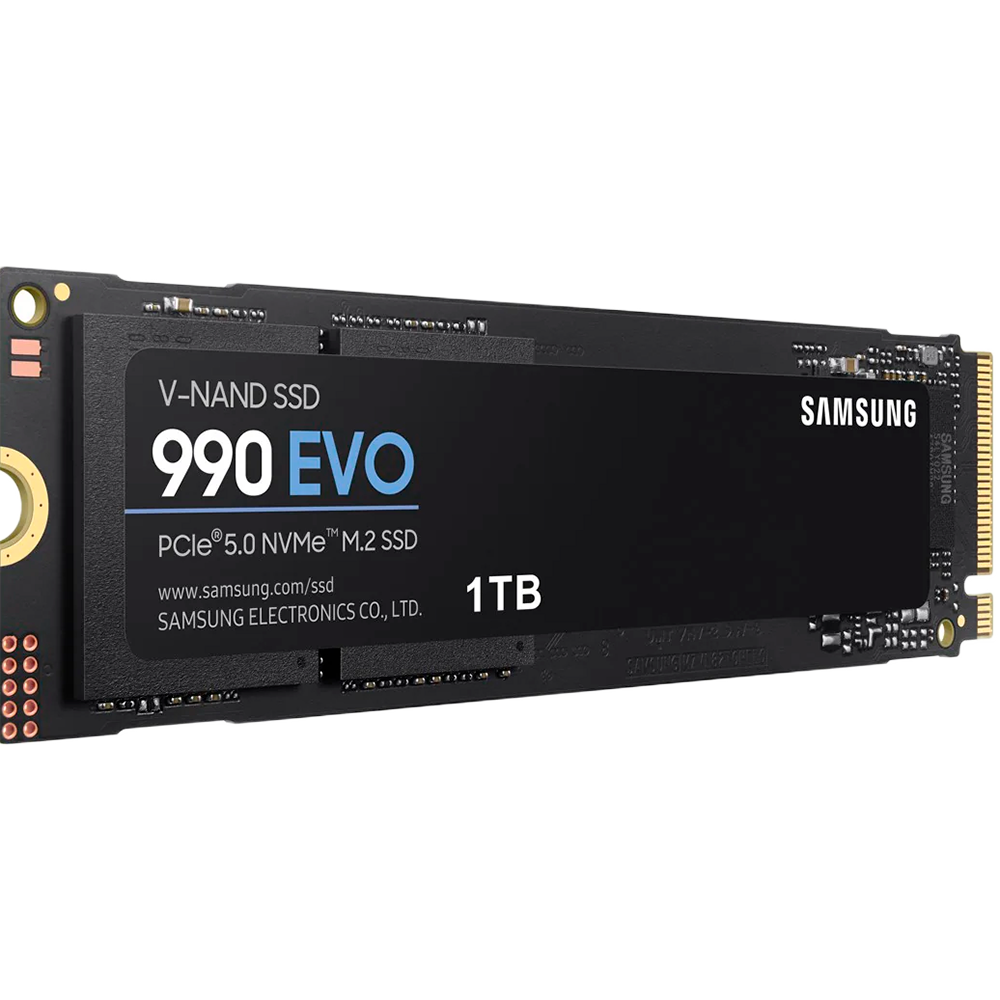 V-NAND SSD
990 EVO
PCIe® 5.0 NVMe™ M.2 SSD
www.samsung.com/ssd
SAMSUNG ELECTRONICS CO., LTD.
1TB
SAMSUNG
SAMSUNG